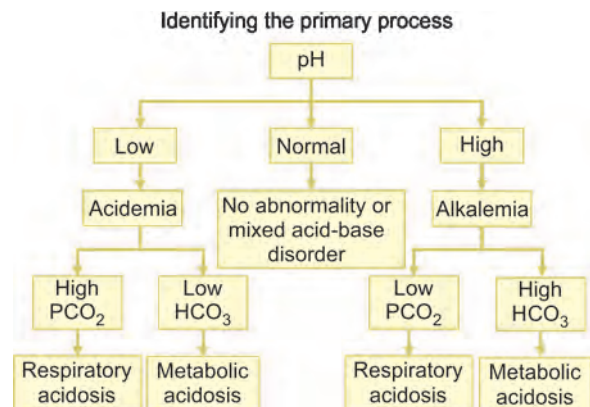 Identifying the primary process
pH
Low
Normal
High
Acidemia
No abnormality or
mixed acid-base
disorder
Alkalemia
High
PCO2
Low
HCO3
Low
PCO2
High
HCO3
Respiratory
acidosis
Metabolic
acidosis
Respiratory
acidosis
Metabolic
acidosis